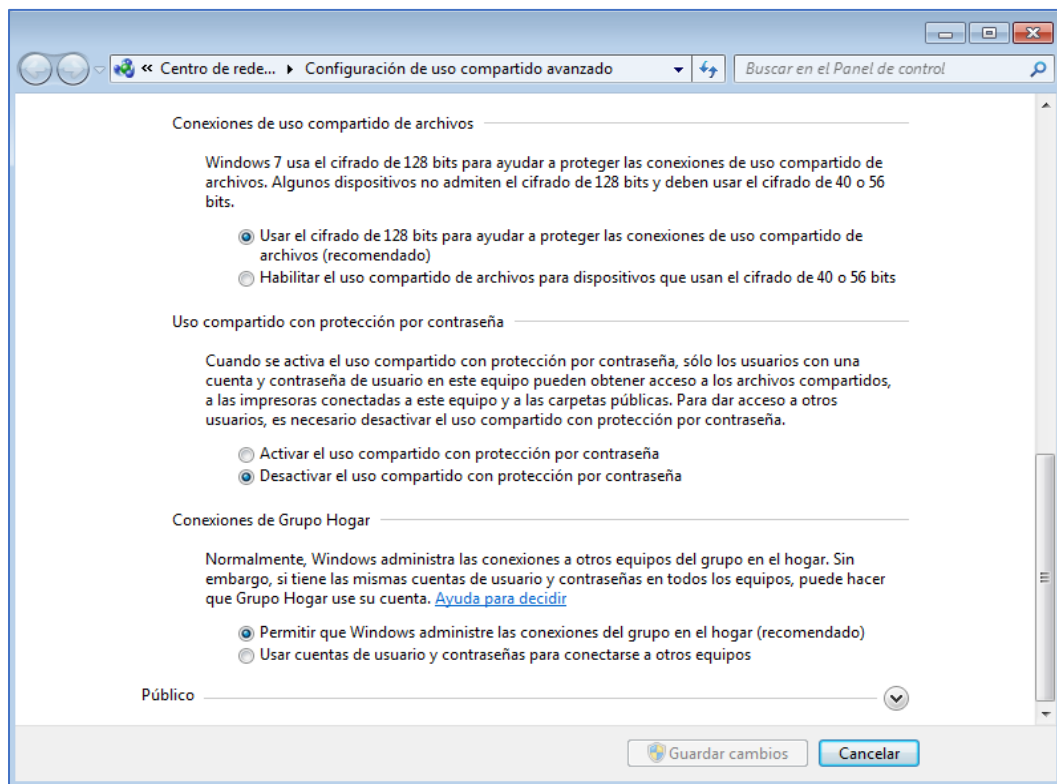 « Centro de rede... ▸ Configuración de uso compartido avanzado
Buscar en el Panel de control
Conexiones de uso compartido de archivos
Windows 7 usa el cifrado de 128 bits para ayudar a proteger las conexiones de uso compartido de
archivos. Algunos dispositivos no admiten el cifrado de 128 bits y deben usar el cifrado de 40 o 56
bits.
Usar el cifrado de 128 bits para ayudar a proteger las conexiones de uso compartido de
archivos (recomendado)
Habilitar el uso compartido de archivos para dispositivos que usan el cifrado de 40 o 56 bits
Uso compartido con protección por contraseña
Cuando se activa el uso compartido con protección por contraseña, sólo los usuarios con una
cuenta y contraseña de usuario en este equipo pueden obtener acceso a los archivos compartidos,
a las impresoras conectadas a este equipo y a las carpetas públicas. Para dar acceso a otros
usuarios, es necesario desactivar el uso compartido con protección por contraseña.
Activar el uso compartido con protección por contraseña
Desactivar el uso compartido con protección por contraseña
Conexiones de Grupo Hogar
Normalmente, Windows administra las conexiones a otros equipos del grupo en el hogar. Sin
embargo, si tiene las mismas cuentas de usuario y contraseñas en todos los equipos, puede hacer
que Grupo Hogar use su cuenta. Ayuda para decidir
Permitir que Windows administre las conexiones del grupo en el hogar (recomendado)
Usar cuentas de usuario y contraseñas para conectarse a otros equipos
Público
Guardar cambios
Cancelar